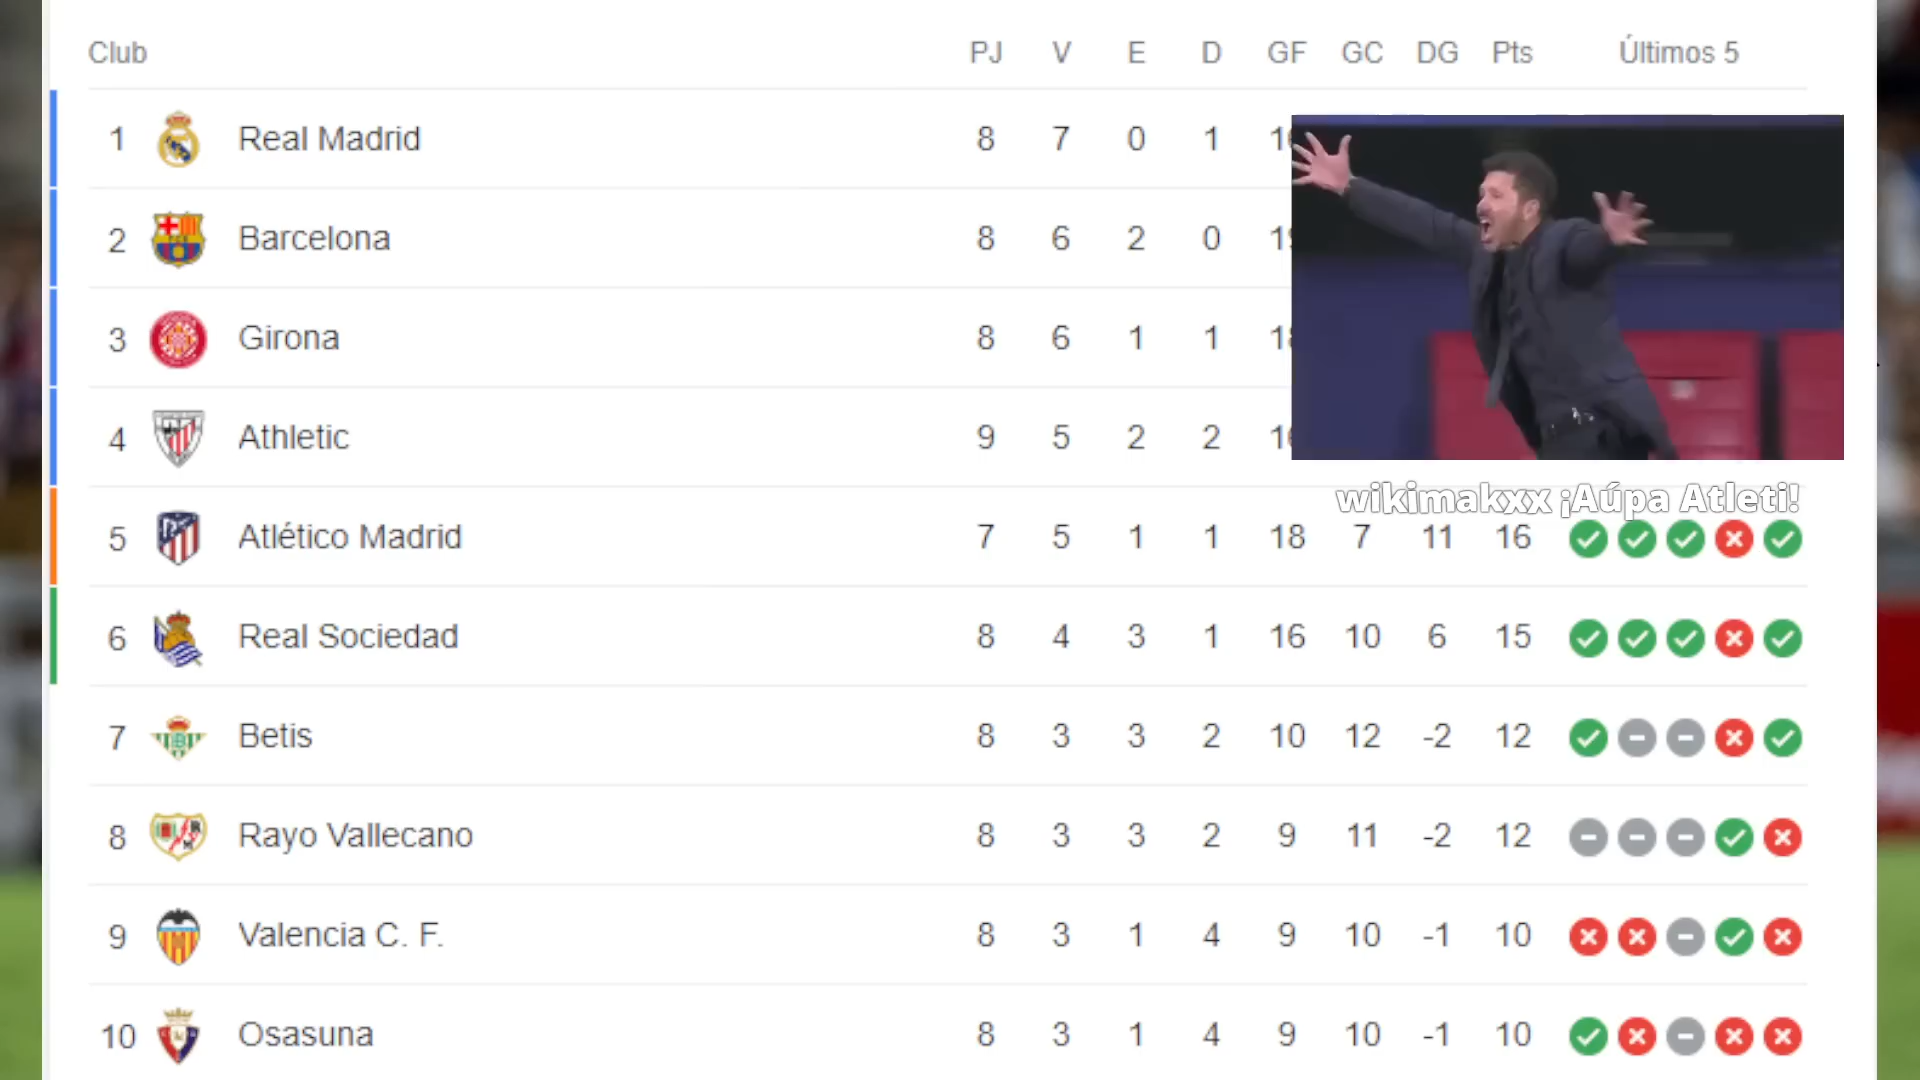 Club PJ V E D GF GC DG Pts Últimos 5
1 Real Madrid 8 7 0 1
2 Barcelona 8 6 2 0
3 Girona 8 6 1 1
4 Athletic 9 5 2 2
wikimakxx ¡Aúpa Atleti!
5 Atlético Madrid 7 5 1 1 18 7 11 16
6 Real Sociedad 8 4 3 1 16 10 6 15
7 Betis 8 3 3 2 10 12 -2 12
8 Rayo Vallecano 8 3 3 2 9 11 -2 12
9 Valencia C. F. 8 3 1 4 9 10 -1 10
10 Osasuna 8 3 1 4 9 10 -1 10